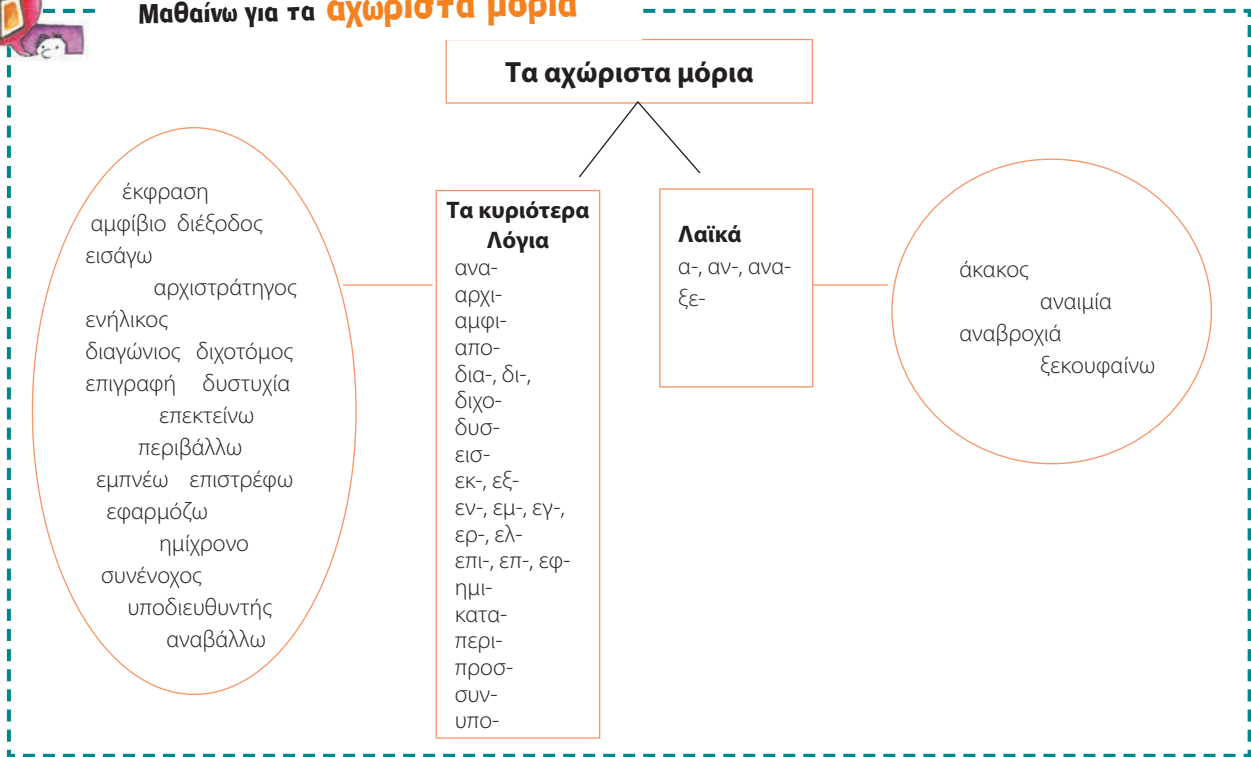 Μαθαίνω για τα αχώριστα μόρια
Τα αχώριστα μόρια
έκφραση
αμφίβιο διέξοδος
εισάγω
αρχιστράτηγος
ενήλικος
διαγώνιος διχοτόμος
επιγραφή δυστυχία
επεκτείνω
περιβάλλω
εμπνέω επιστρέφω
εφαρμόζω
ημίχρονο
συνένοχος
υποδιευθυντής
αναβάλλω
Τα κυριότερα
Λόγια
ανα-
αρχι-
αμφι-
απο-
δια-, δι-,
διχο-
δυσ-
εισ-
εκ-, εξ-
εν-, εμ-, εγ-,
ερ-, ελ-
επι-, επ-, εφ-
ημι-
κατα-
περι-
προσ-
συν-
υπο-
Λαϊκά
α-, αν-, ανα-
ξε-
άκακος
αναιμία
αναβροχιά
ξεκουφαίνω